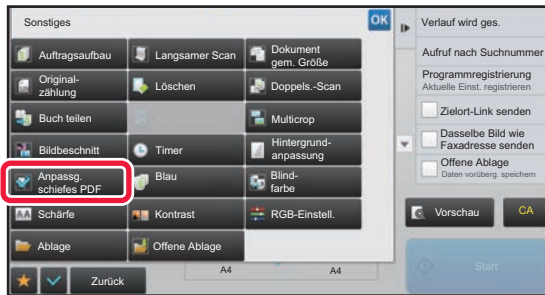 Sonstiges
OK
Auftragsaufbau
Langsamer Scan
Dokument
gem. Größe
Original-
zählung
Löschen
Doppels.-Scan
Buch teilen
Multicrop
Bildbeschnitt
Timer
Hintergrund-
anpassung
Anpassg.
schiefes PDF
Blau
Blind-
farbe
Schärfe
Kontrast
RGB-Einstell.
Ablage
Offene Ablage
Zurück
A4
A4
Verlauf wird ges.
Aufruf nach Suchnummer
Programmregistrierung
Aktuelle Einst. registrieren
Zielort-Link senden
Dasselbe Bild wie
Faxadresse senden
Offene Ablage
Daten vorüberg. speichern
Vorschau
CA
Start